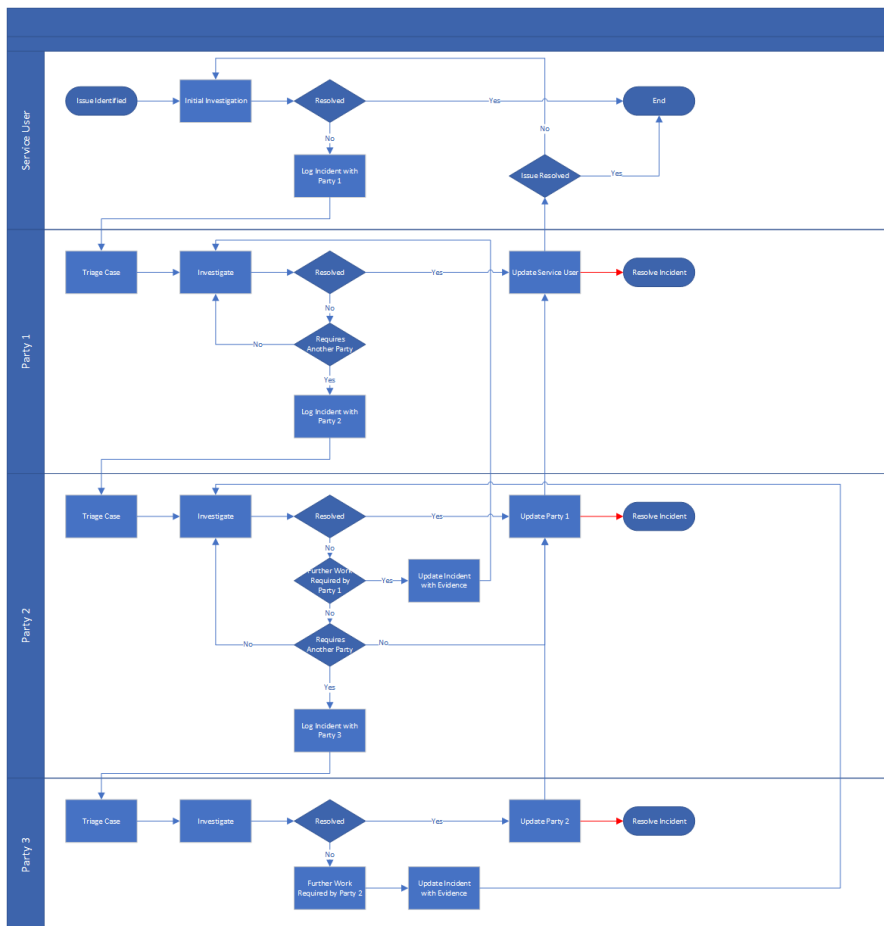 Service User
Issue Identified
Initial Investigation
Resolved
Yes
End
No
No
Log Incident with
Party 1
Issue Resolved
Yes
Party 1
Triage Case
Investigate
Resolved
Yes
Update Service User
Resolve Incident
No
Requires
Another Party
No
Yes
Log Incident with
Party 2
Party 2
Triage Case
Investigate
Resolved
Yes
Update Party 1
Resolve Incident
No
Further Work
Required by
Party 1
Yes
Update Incident
with Evidence
No
Requires
Another Party
No
No
Yes
Log Incident with
Party 3
Party 3
Triage Case
Investigate
Resolved
Yes
Update Party 2
Resolve Incident
No
Further Work
Required by Party 2
Update Incident
with Evidence